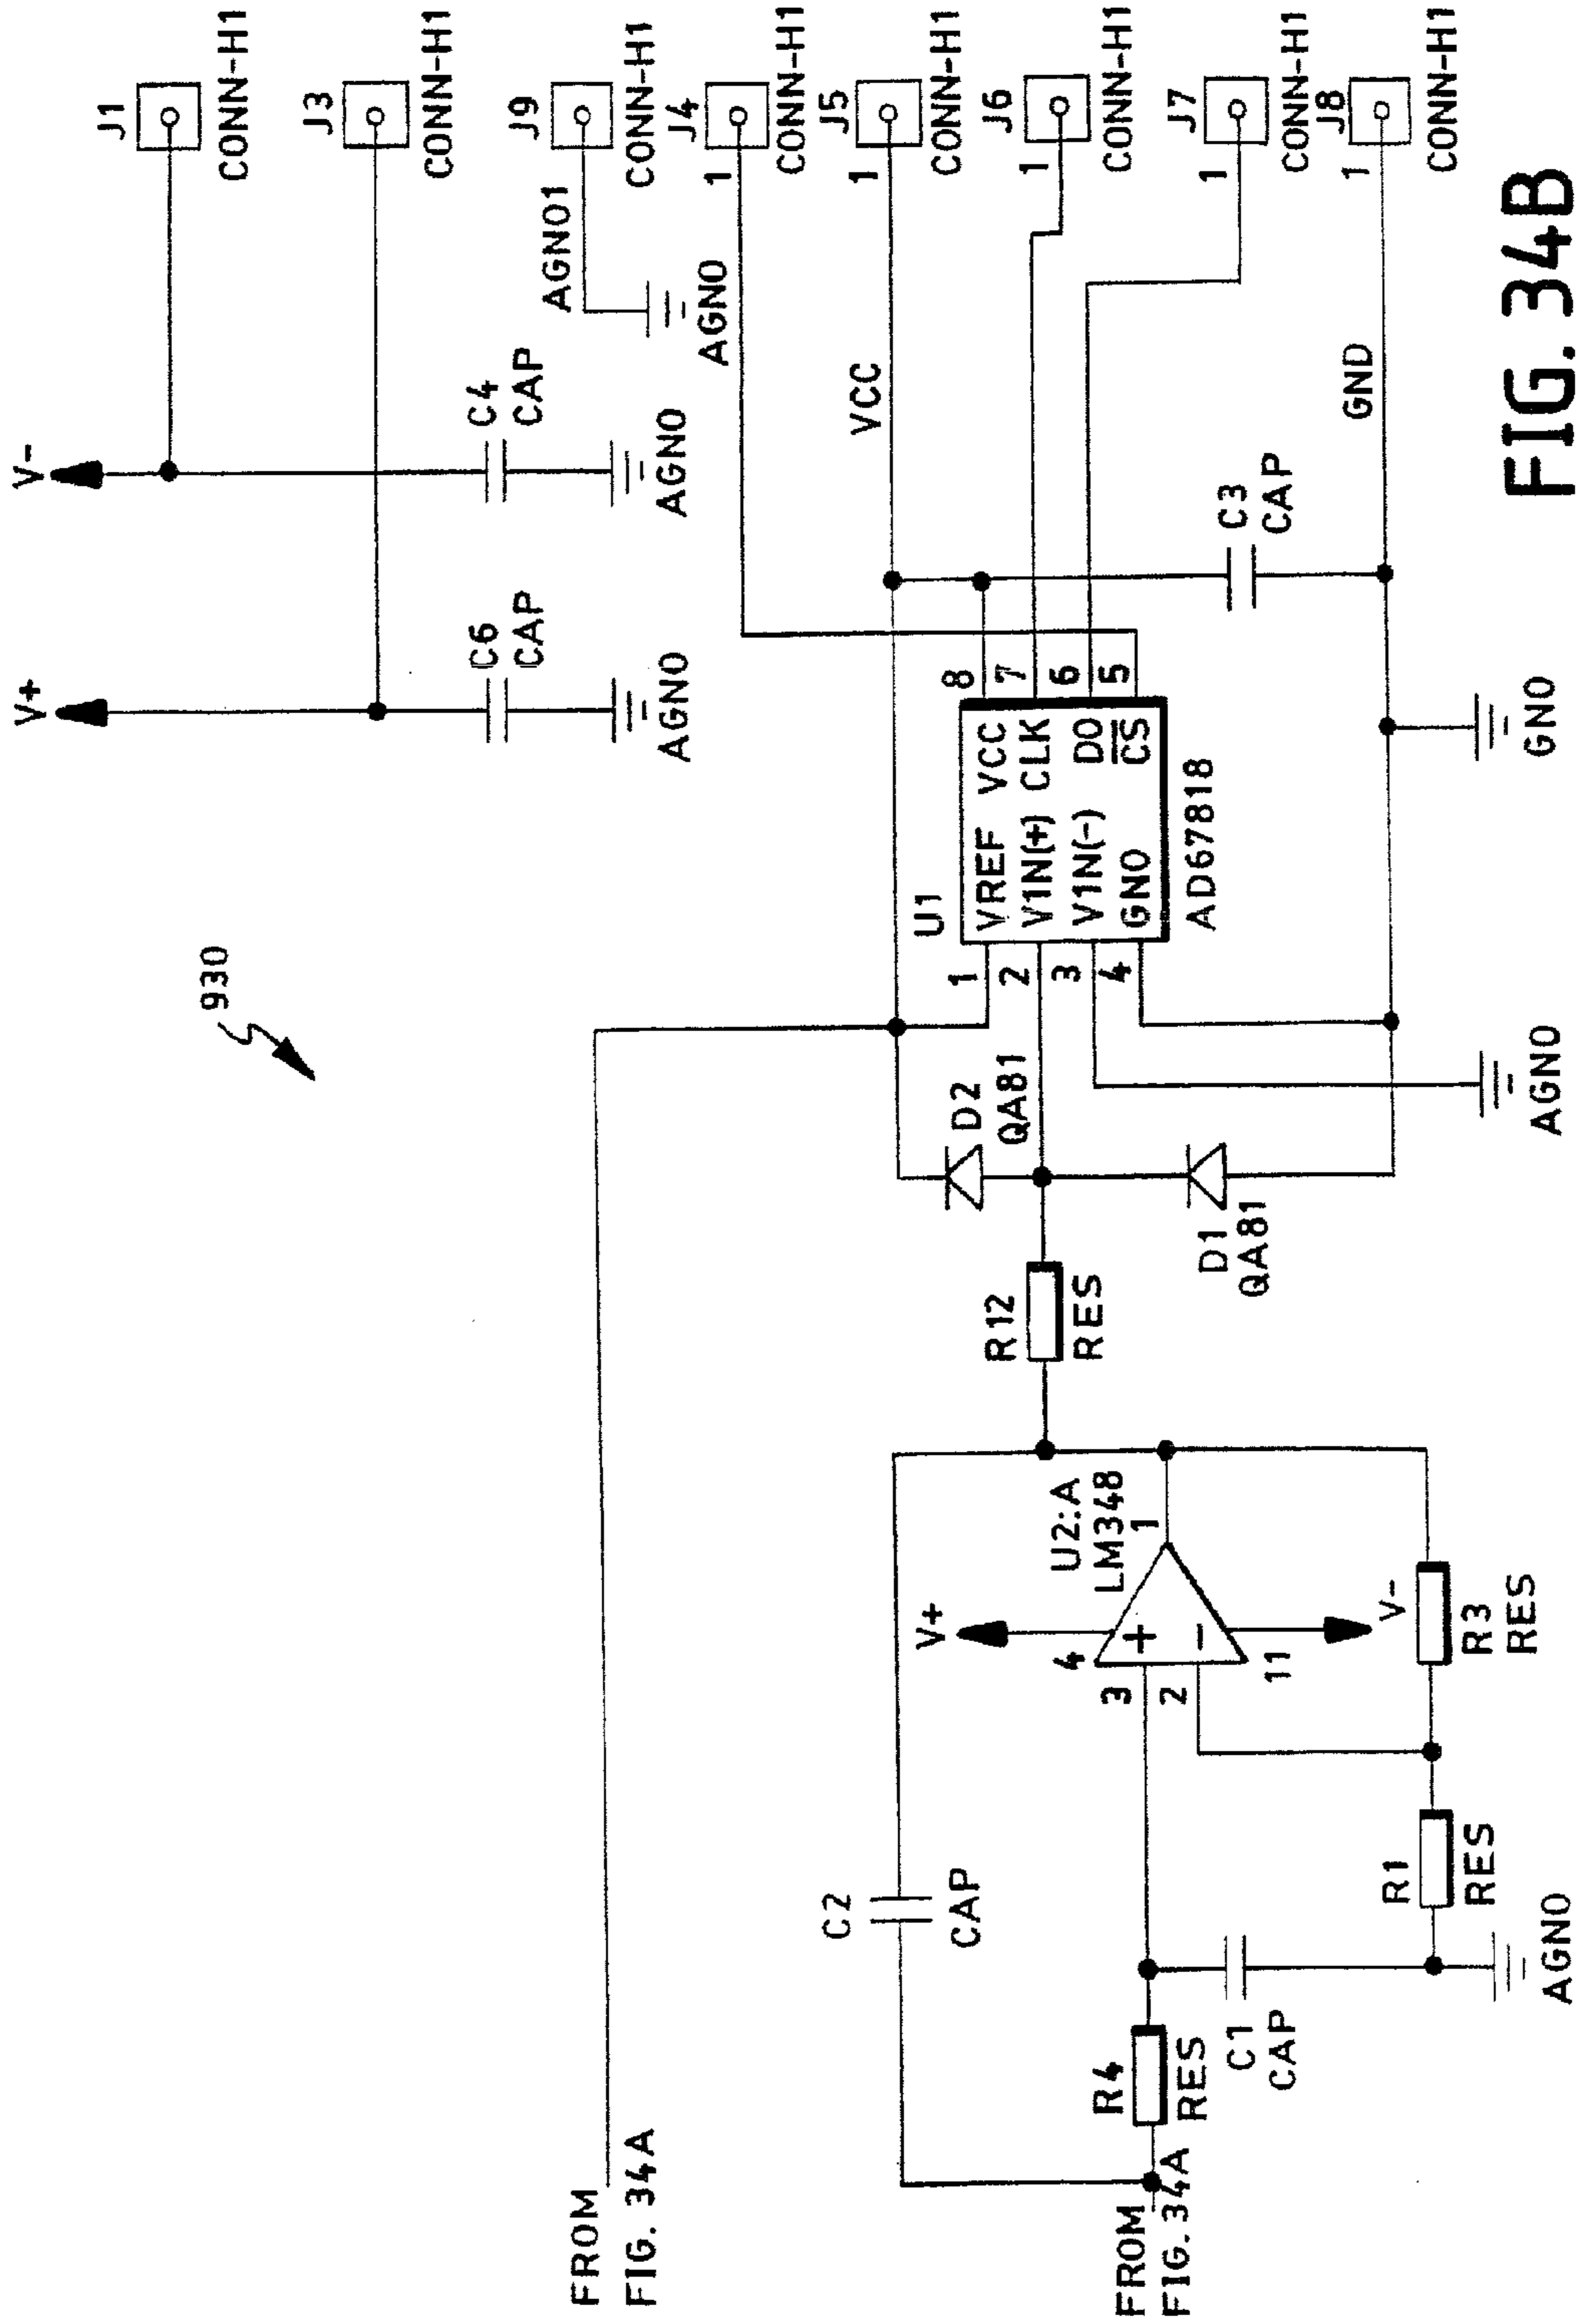 V+
V-
J1
CONN-H1
J3
CONN-H1
C6
CAP
AGNO
C4
CAP
AGNO
AGNO1
J9
CONN-H1
AGNO
930
FROM
FIG. 34A
J4
1
CONN-H1
VCC
J5
1
CONN-H1
J6
1
CONN-H1
J7
1
CONN-H1
GND
J8
1
CONN-H1
C2
CAP
V+
U2:A
LM348
4
3
2
1
11
+
−
V-
FROM
FIG. 34A
R4
RES
C1
CAP
R1
RES
R3
RES
AGNO
R12
RES
D2
QA81
D1
QA81
U1
1
2
3
4
VREF VCC
V1N(+) CLK
V1N(-) DO
GNO CS
8
7
6
5
AD67818
C3
CAP
AGNO
GNO
FIG. 34B